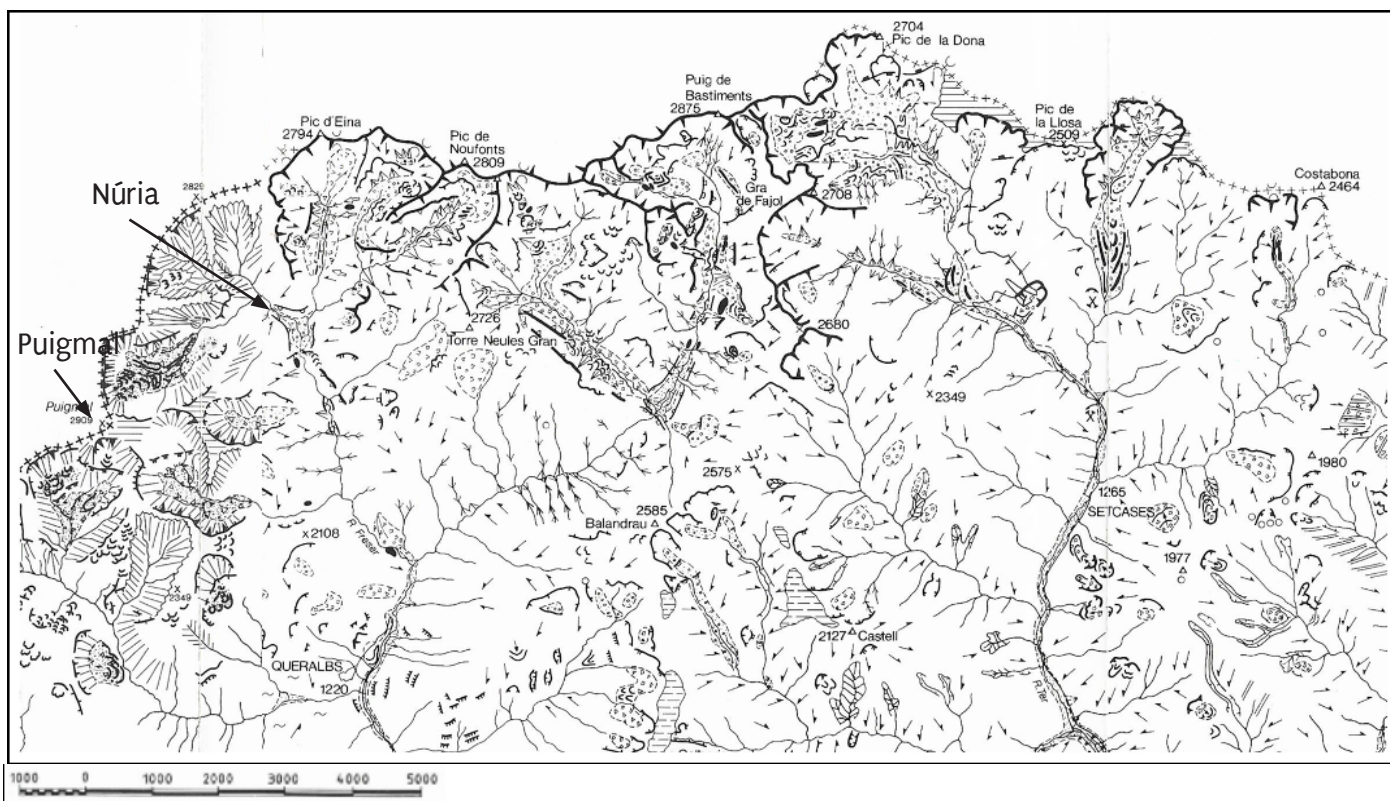 2704
Pic de la Dona
Puig de
Bastiments
2875
Pic d'Eina
2794
Pic de
Noufonts
2809
Pic de
la Llosa
2509
Costabona
2464
Núria
2829
Gra
de Fajol
2708
2726
Torre Neules Gran
2680
Puigmal
Puigmal
2909
2349
2575 x
1980
1265
SETCASES
2585
Balandrau
x2108
R. Freser
1977
x
2349
2127 Castell
QUERALBS
1220
R. Ter
1000 0 1000 2000 3000 4000 5000